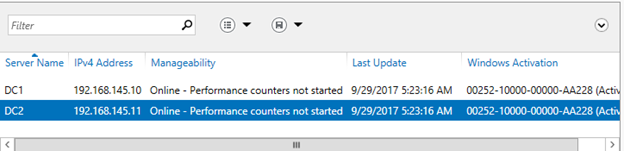 Filter
Server Name IPv4 Address Manageability Last Update Windows Activation
DC1 192.168.145.10 Online - Performance counters not started 9/29/2017 5:23:16 AM 00252-10000-00000-AA228 (Activ
DC2 192.168.145.11 Online - Performance counters not started 9/29/2017 5:23:16 AM 00252-10000-00000-AA228 (Activ